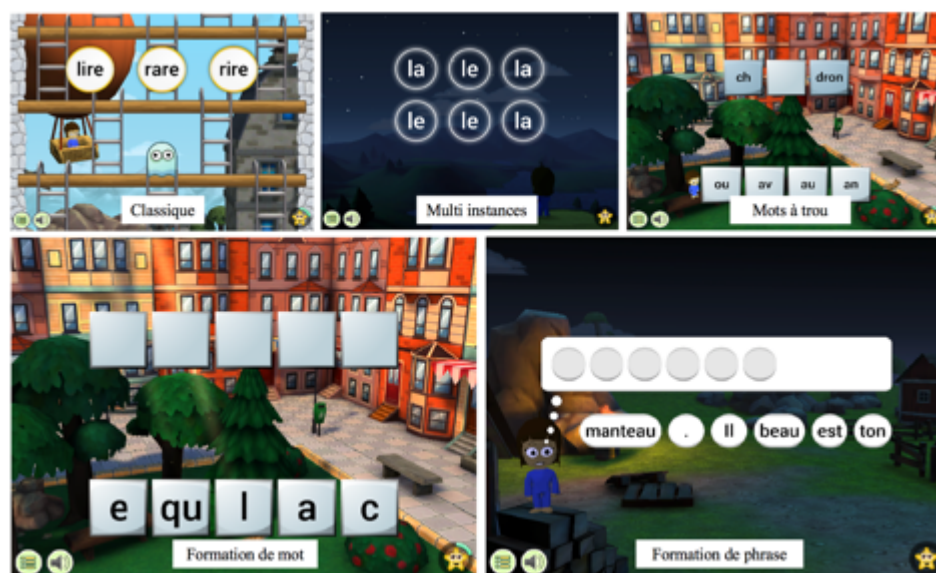 lire rare rire
Classique
la le la
le le la
Multi instances
ch dron
ou av au an
Mots à trou
e qu l a c
Formation de mot
manteau . Il beau est ton
Formation de phrase